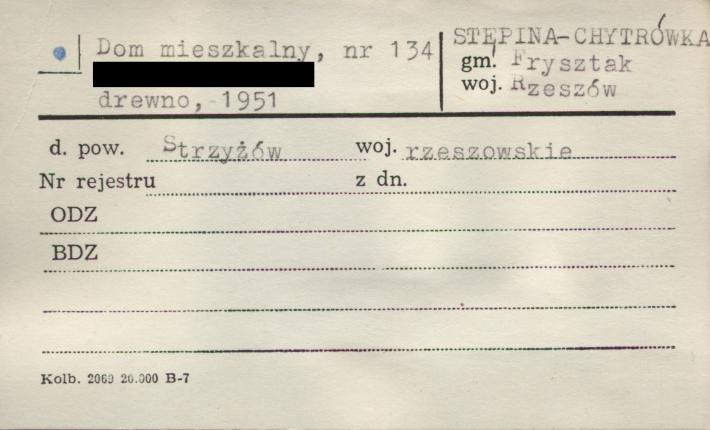 Dom mieszkalny, nr 134
drewno, 1951
STĘPINA-CHYTRÓWKA
gm. Frysztak
woj. Rzeszów
d. pow. Strzyżów woj. rzeszowskie
Nr rejestru z dn.
ODZ
BDZ
Kolb. 2069 20.000 B-7